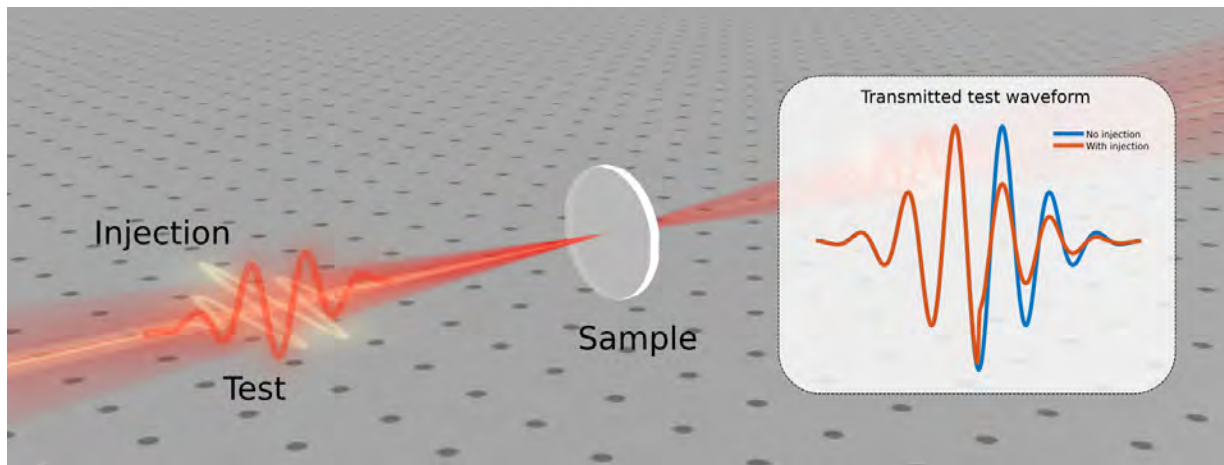 Injection
Test
Sample
Transmitted test waveform
No injection
With injection